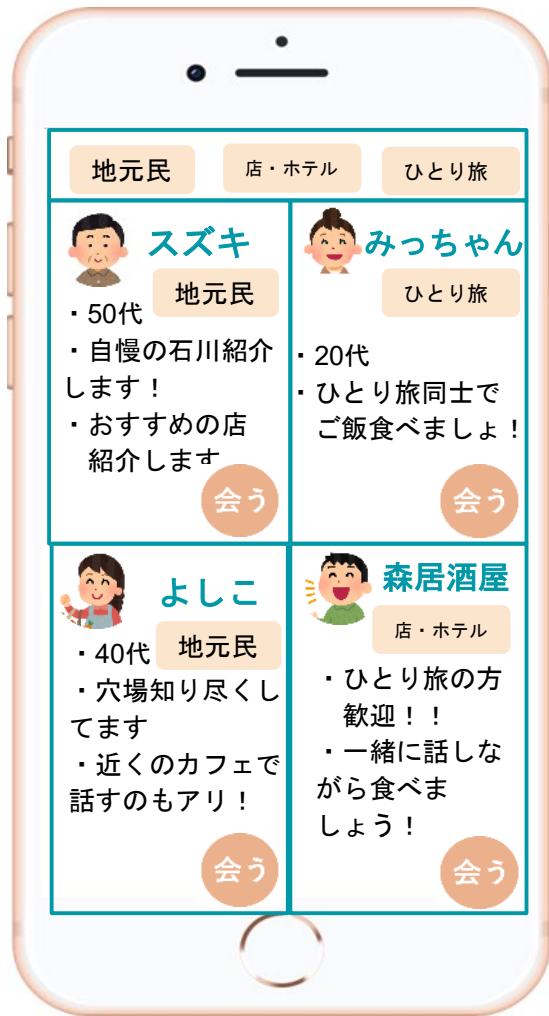 地元民
店・ホテル
ひとり旅
スズキ
地元民
・50代
・自慢の石川紹介
します！
・おすすめの店
紹介します
会う
みっちゃん
ひとり旅
・20代
・ひとり旅同士で
ご飯食べましょ！
会う
よしこ
地元民
・40代
・穴場知り尽くし
てます
・近くのカフェで
話すのもアリ！
会う
森居酒屋
店・ホテル
・ひとり旅の方
歓迎！！
・一緒に話しな
がら食べま
しょう！
会う